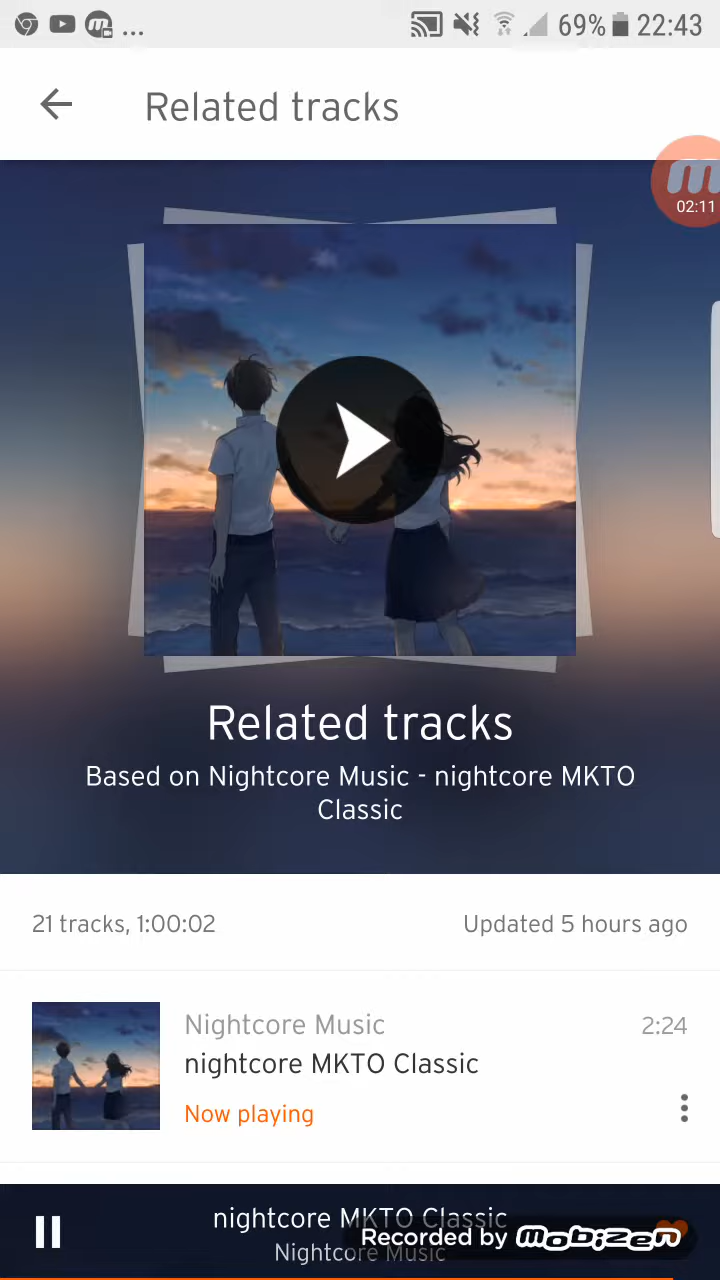 ... 69% 22:43
Related tracks
m
02:11
Related tracks
Based on Nightcore Music - nightcore MKTO
Classic
21 tracks, 1:00:02
Updated 5 hours ago
Nightcore Music
2:24
nightcore MKTO Classic
Now playing
nightcore MKTO Classic
Nightcore Music
Recorded by mobizen